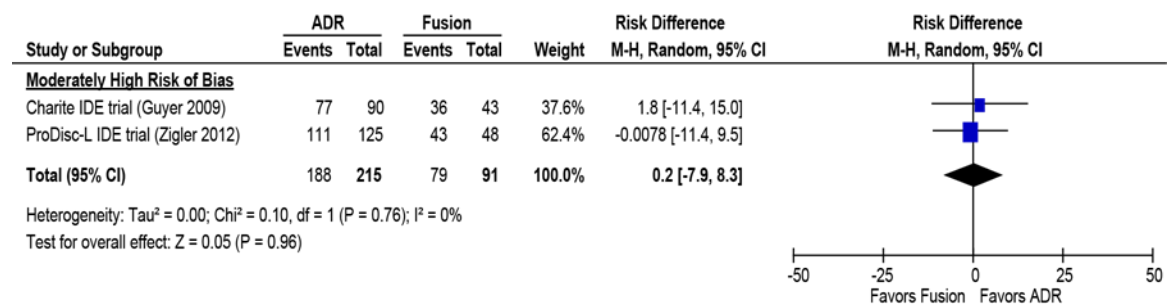 ADR Fusion Risk Difference Risk Difference
Study or Subgroup Events Total Events Total Weight M-H, Random, 95% CI M-H, Random, 95% CI
Moderately High Risk of Bias
Charite IDE trial (Guyer 2009) 77 90 36 43 37.6% 1.8 [-11.4, 15.0]
ProDisc-L IDE trial (Zigler 2012) 111 125 43 48 62.4% -0.0078 [-11.4, 9.5]
Total (95% CI) 188 215 79 91 100.0% 0.2 [-7.9, 8.3]
Heterogeneity: Tau² = 0.00; Chi² = 0.10, df = 1 (P = 0.76); I² = 0%
Test for overall effect: Z = 0.05 (P = 0.96)
-50 -25 0 25 50
Favors Fusion Favors ADR